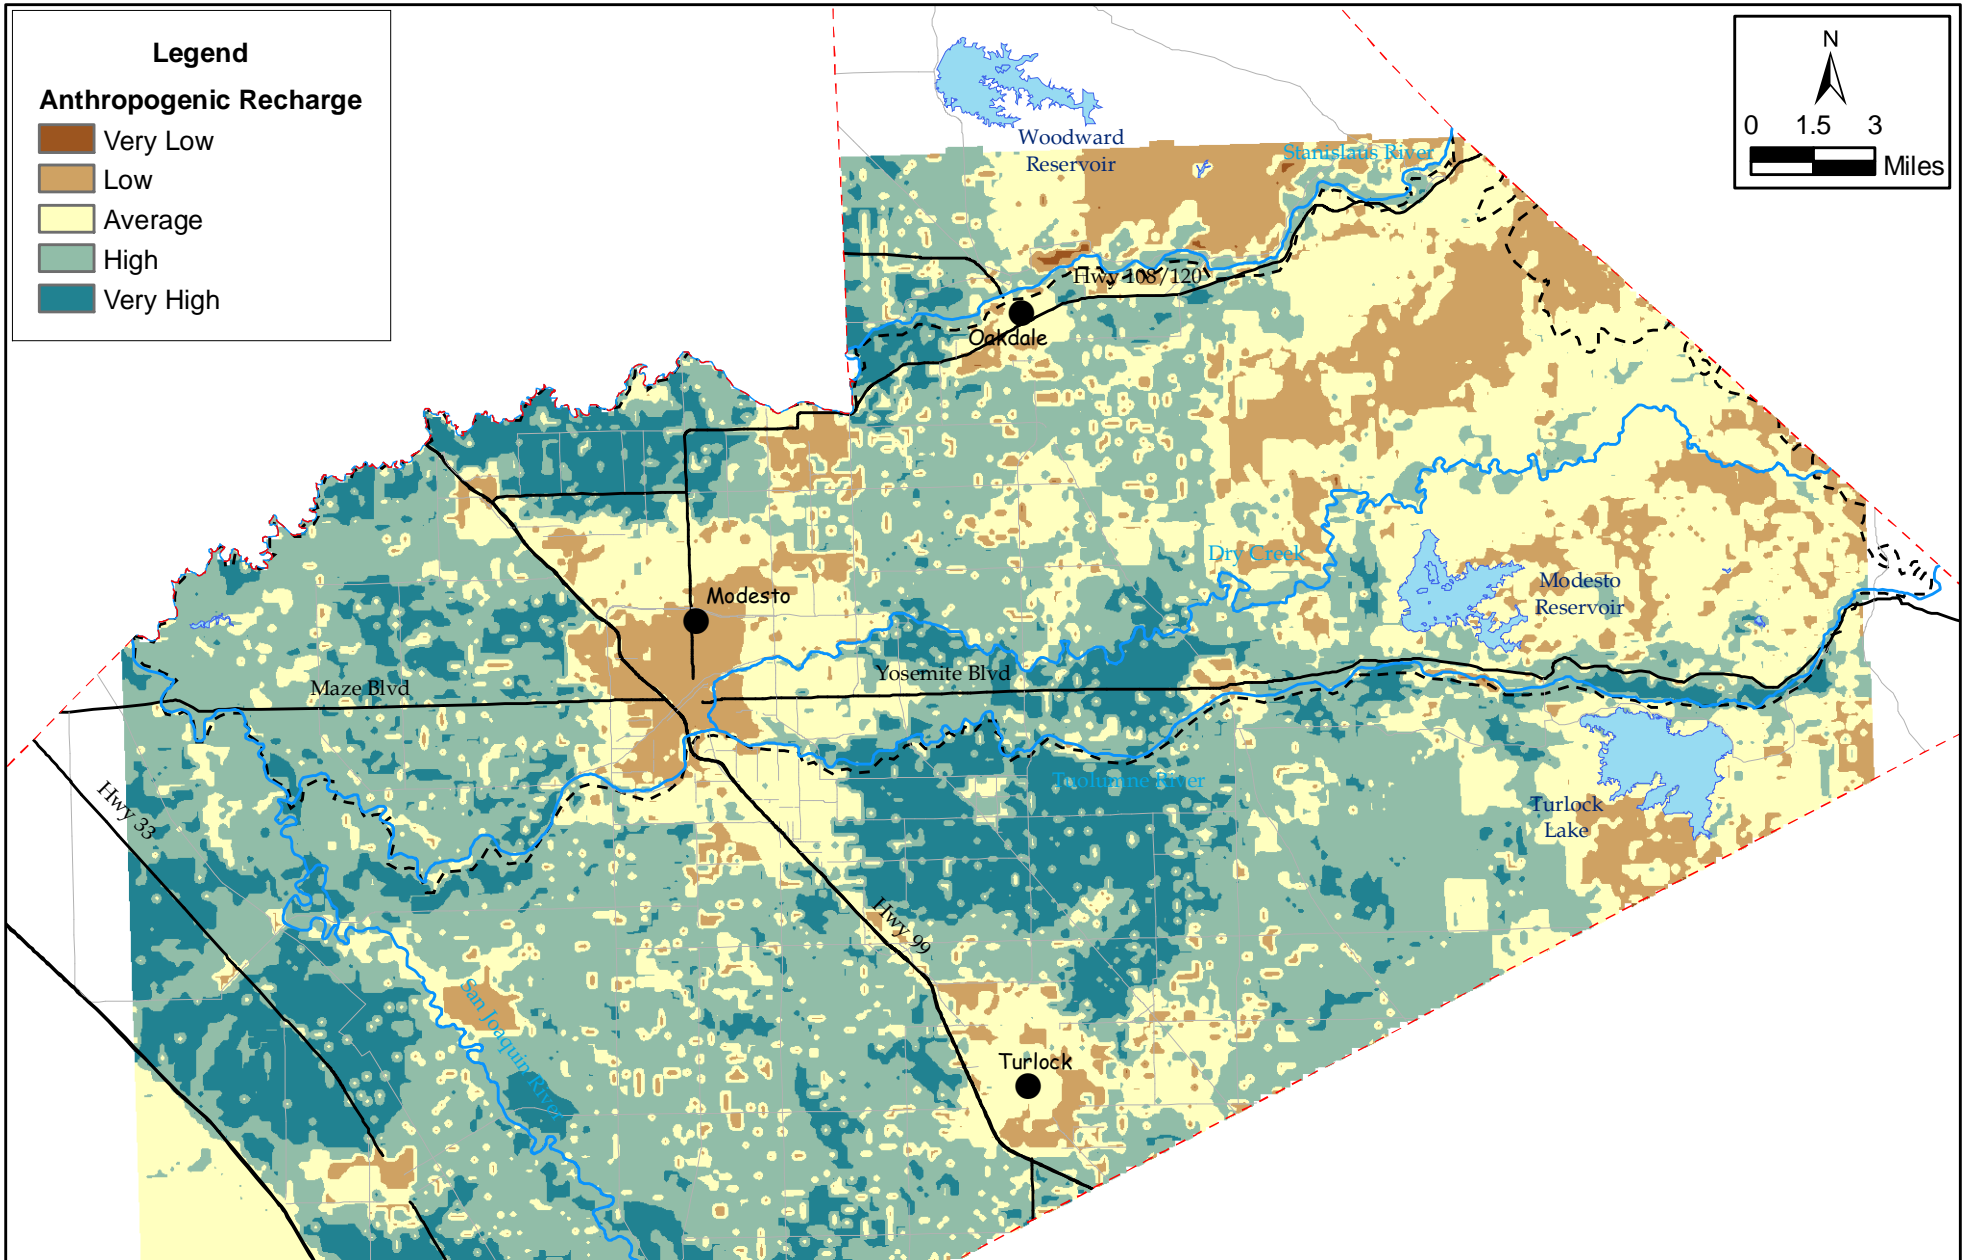 Legend
Anthropogenic Recharge
Very Low
Low
Average
High
Very High
N
0 1.5 3
Miles
Woodward
Reservoir
Stanislaus River
Hwy 108/120
Oakdale
Dry Creek
Modesto
Reservoir
Modesto
Maze Blvd
Yosemite Blvd
Tuolumne River
Turlock
Lake
Hwy 33
Hwy 99
San Joaquin River
Turlock